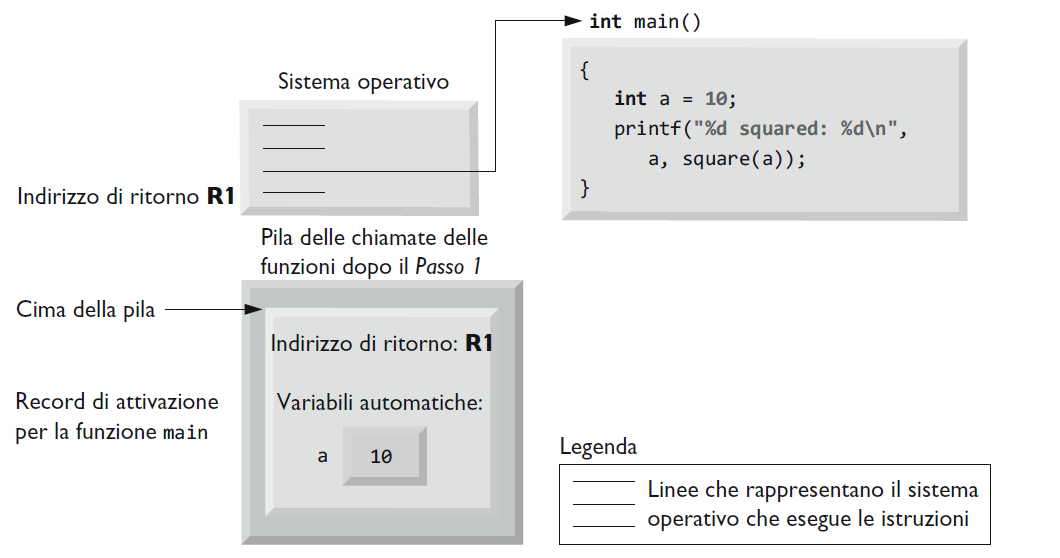 int main()
Sistema operativo
{
int a = 10;
printf("%d squared: %d\n",
a, square(a));
}
Indirizzo di ritorno R1
Pila delle chiamate delle
funzioni dopo il Passo 1
Cima della pila
Indirizzo di ritorno: R1
Record di attivazione
per la funzione main
Variabili automatiche:
a 10
Legenda
Linee che rappresentano il sistema
operativo che esegue le istruzioni